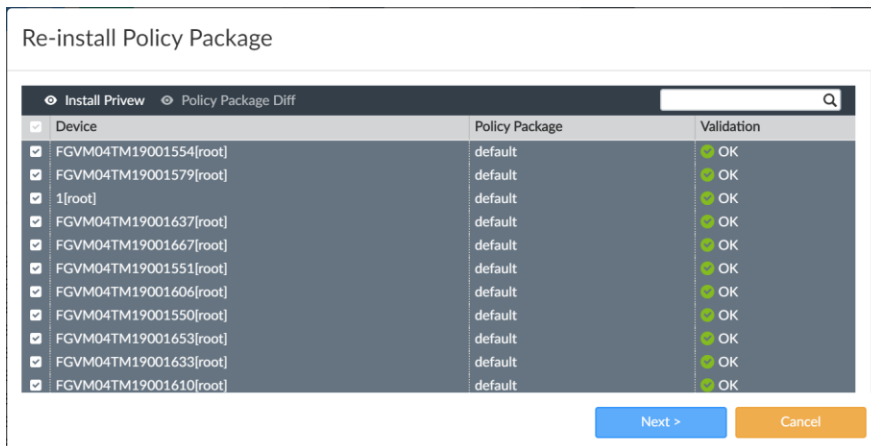 Re-install Policy Package
Install Privew Policy Package Diff
Device Policy Package Validation
FGVM04TM19001554[root] default OK
FGVM04TM19001579[root] default OK
1[root] default OK
FGVM04TM19001637[root] default OK
FGVM04TM19001667[root] default OK
FGVM04TM19001551[root] default OK
FGVM04TM19001606[root] default OK
FGVM04TM19001550[root] default OK
FGVM04TM19001653[root] default OK
FGVM04TM19001633[root] default OK
FGVM04TM19001610[root] default OK
Next > Cancel